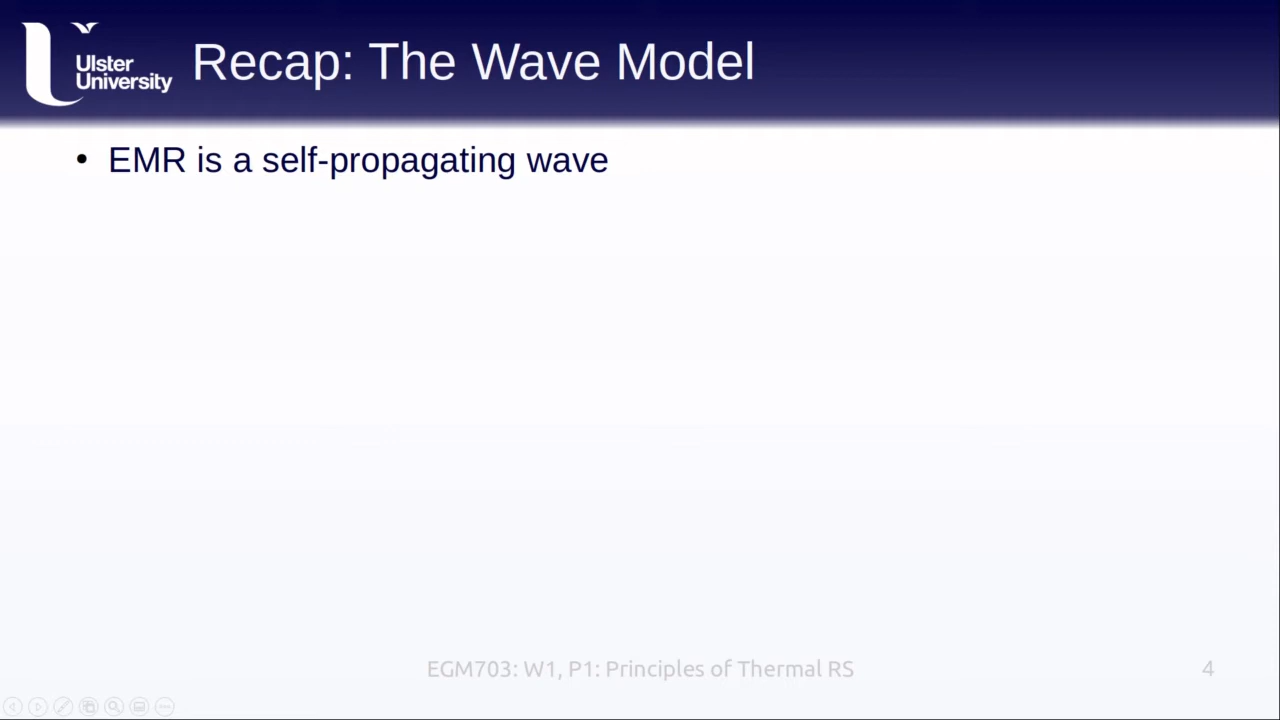 Ulster
University
Recap: The Wave Model
• EMR is a self-propagating wave
EGM703: W1, P1: Principles of Thermal RS
4